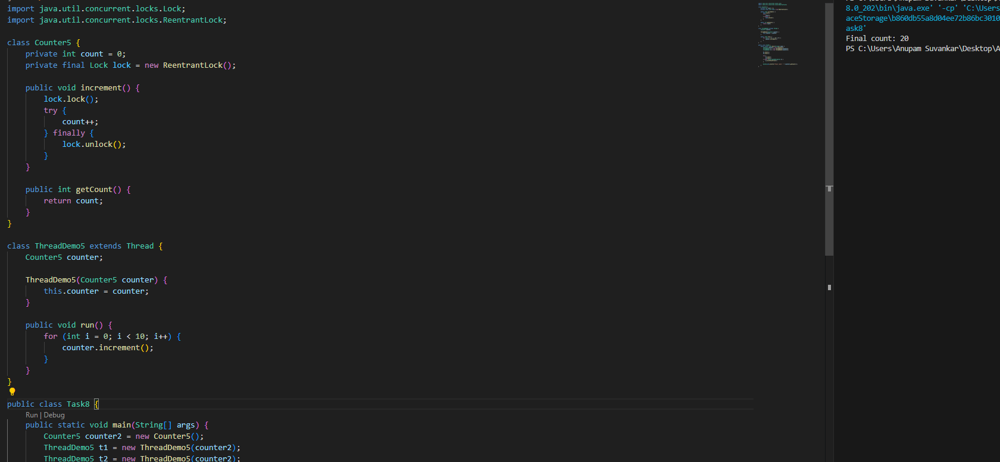 import java.util.concurrent.locks.Lock;
import java.util.concurrent.locks.ReentrantLock;
class Counter5 {
    private int count = 0;
    private final Lock lock = new ReentrantLock();
    public void increment() {
        lock.lock();
        try {
            count++;
        } finally {
            lock.unlock();
        }
    }
    public int getCount() {
        return count;
    }
}
class ThreadDemo5 extends Thread {
    Counter5 counter;
    ThreadDemo5(Counter5 counter) {
        this.counter = counter;
    }
    public void run() {
        for (int i = 0; i < 10; i++) {
            counter.increment();
        }
    }
}
public class Task8 {
    Run | Debug
    public static void main(String[] args) {
        Counter5 counter2 = new Counter5();
        ThreadDemo5 t1 = new ThreadDemo5(counter2);
        ThreadDemo5 t2 = new ThreadDemo5(counter2);
8.0_202\bin\java.exe' '-cp' 'C:\Users
aceStorage\b860db55a8d04ee72b86bc3010
ask8'
Final count: 20
PS C:\Users\Anupam Suvankar\Desktop\A